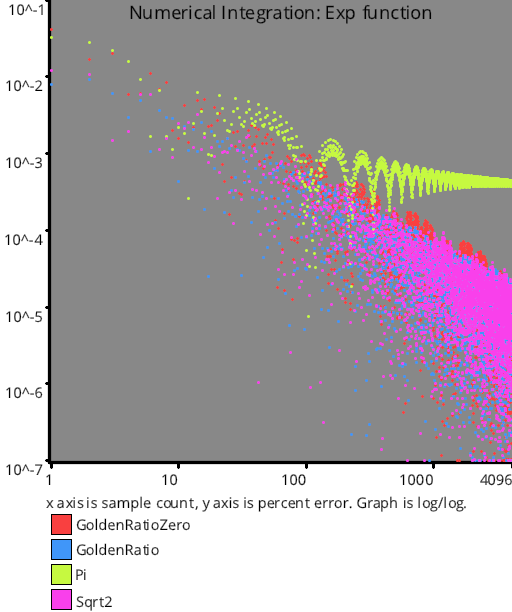 Numerical Integration: Exp function
10^-1
10^-2
10^-3
10^-4
10^-5
10^-6
10^-7
1 10 100 1000 4096
x axis is sample count, y axis is percent error. Graph is log/log.
GoldenRatioZero
GoldenRatio
Pi
Sqrt2